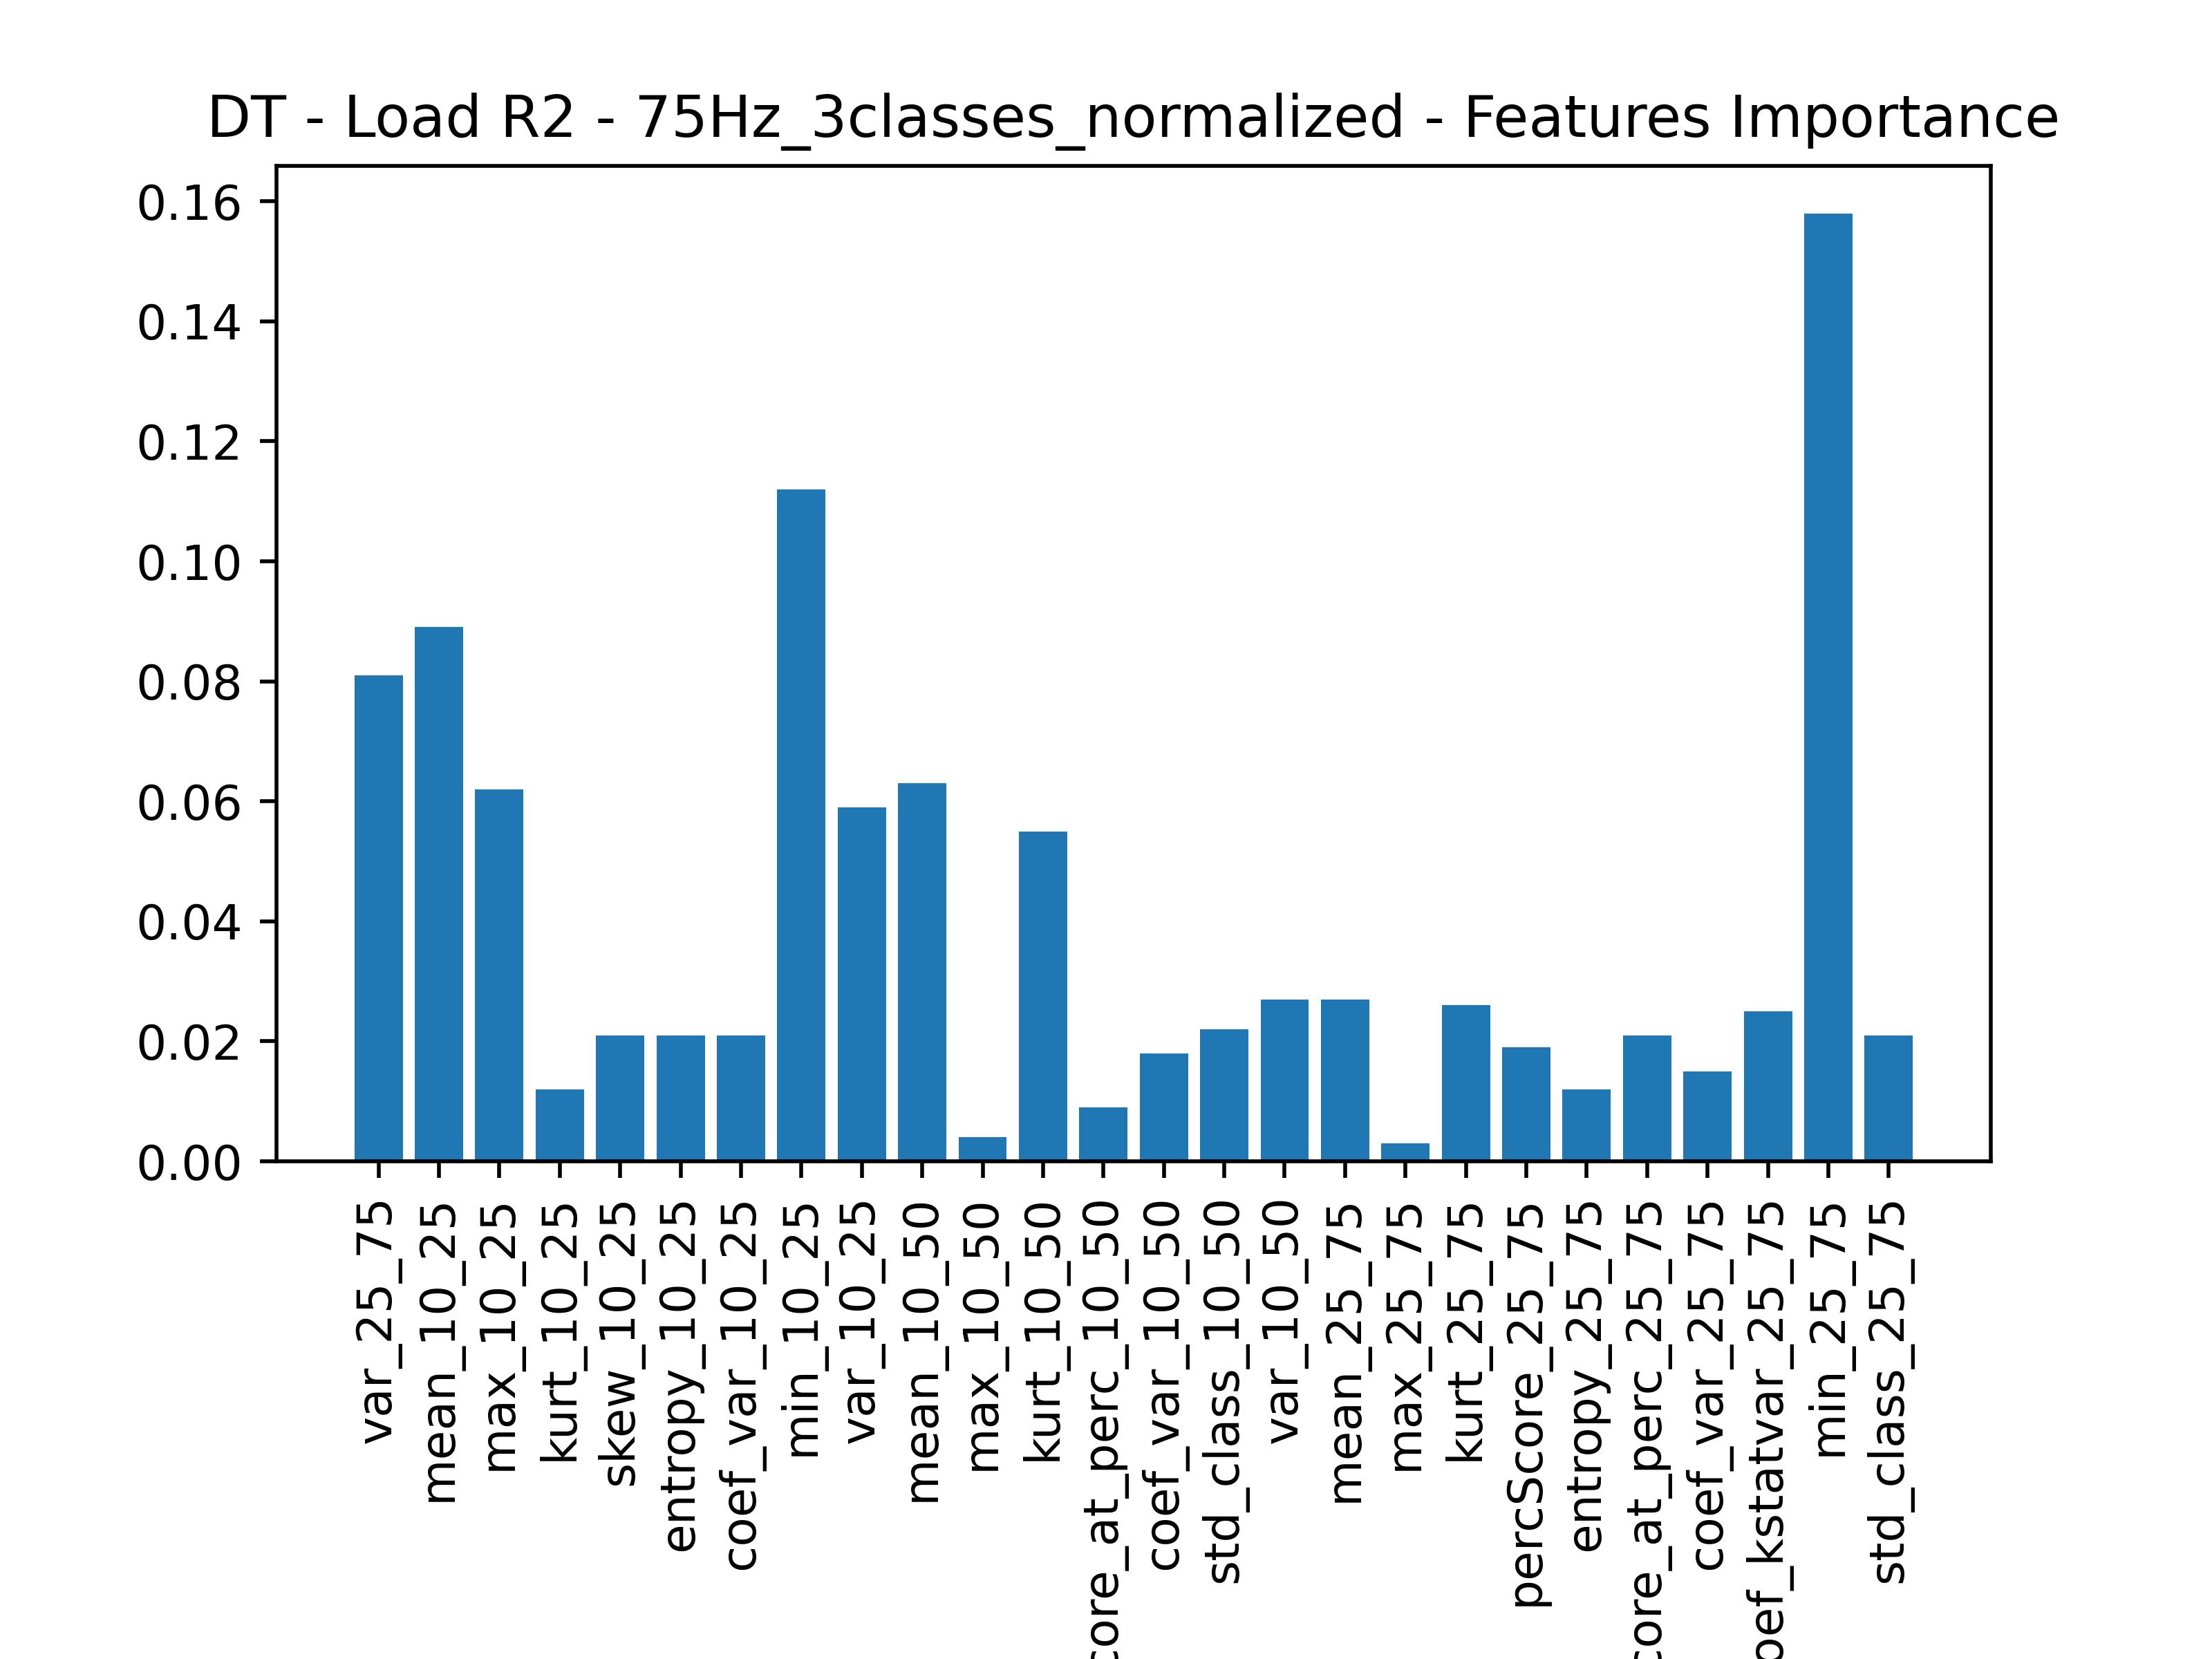 DT - Load R2 - 75Hz_3classes_normalized - Features Importance
0.16
0.14
0.12
0.10
0.08
0.06
0.04
0.02
0.00
var_25_75
mean_10_25
max_10_25
kurt_10_25
skew_10_25
entropy_10_25
coef_var_10_25
min_10_25
var_10_25
mean_10_50
max_10_50
kurt_10_50
core_at_perc_10_50
coef_var_10_50
std_class_10_50
var_10_50
mean_25_75
max_25_75
kurt_25_75
percScore_25_75
entropy_25_75
core_at_perc_25_75
coef_var_25_75
oef_kstatvar_25_75
min_25_75
std_class_25_75